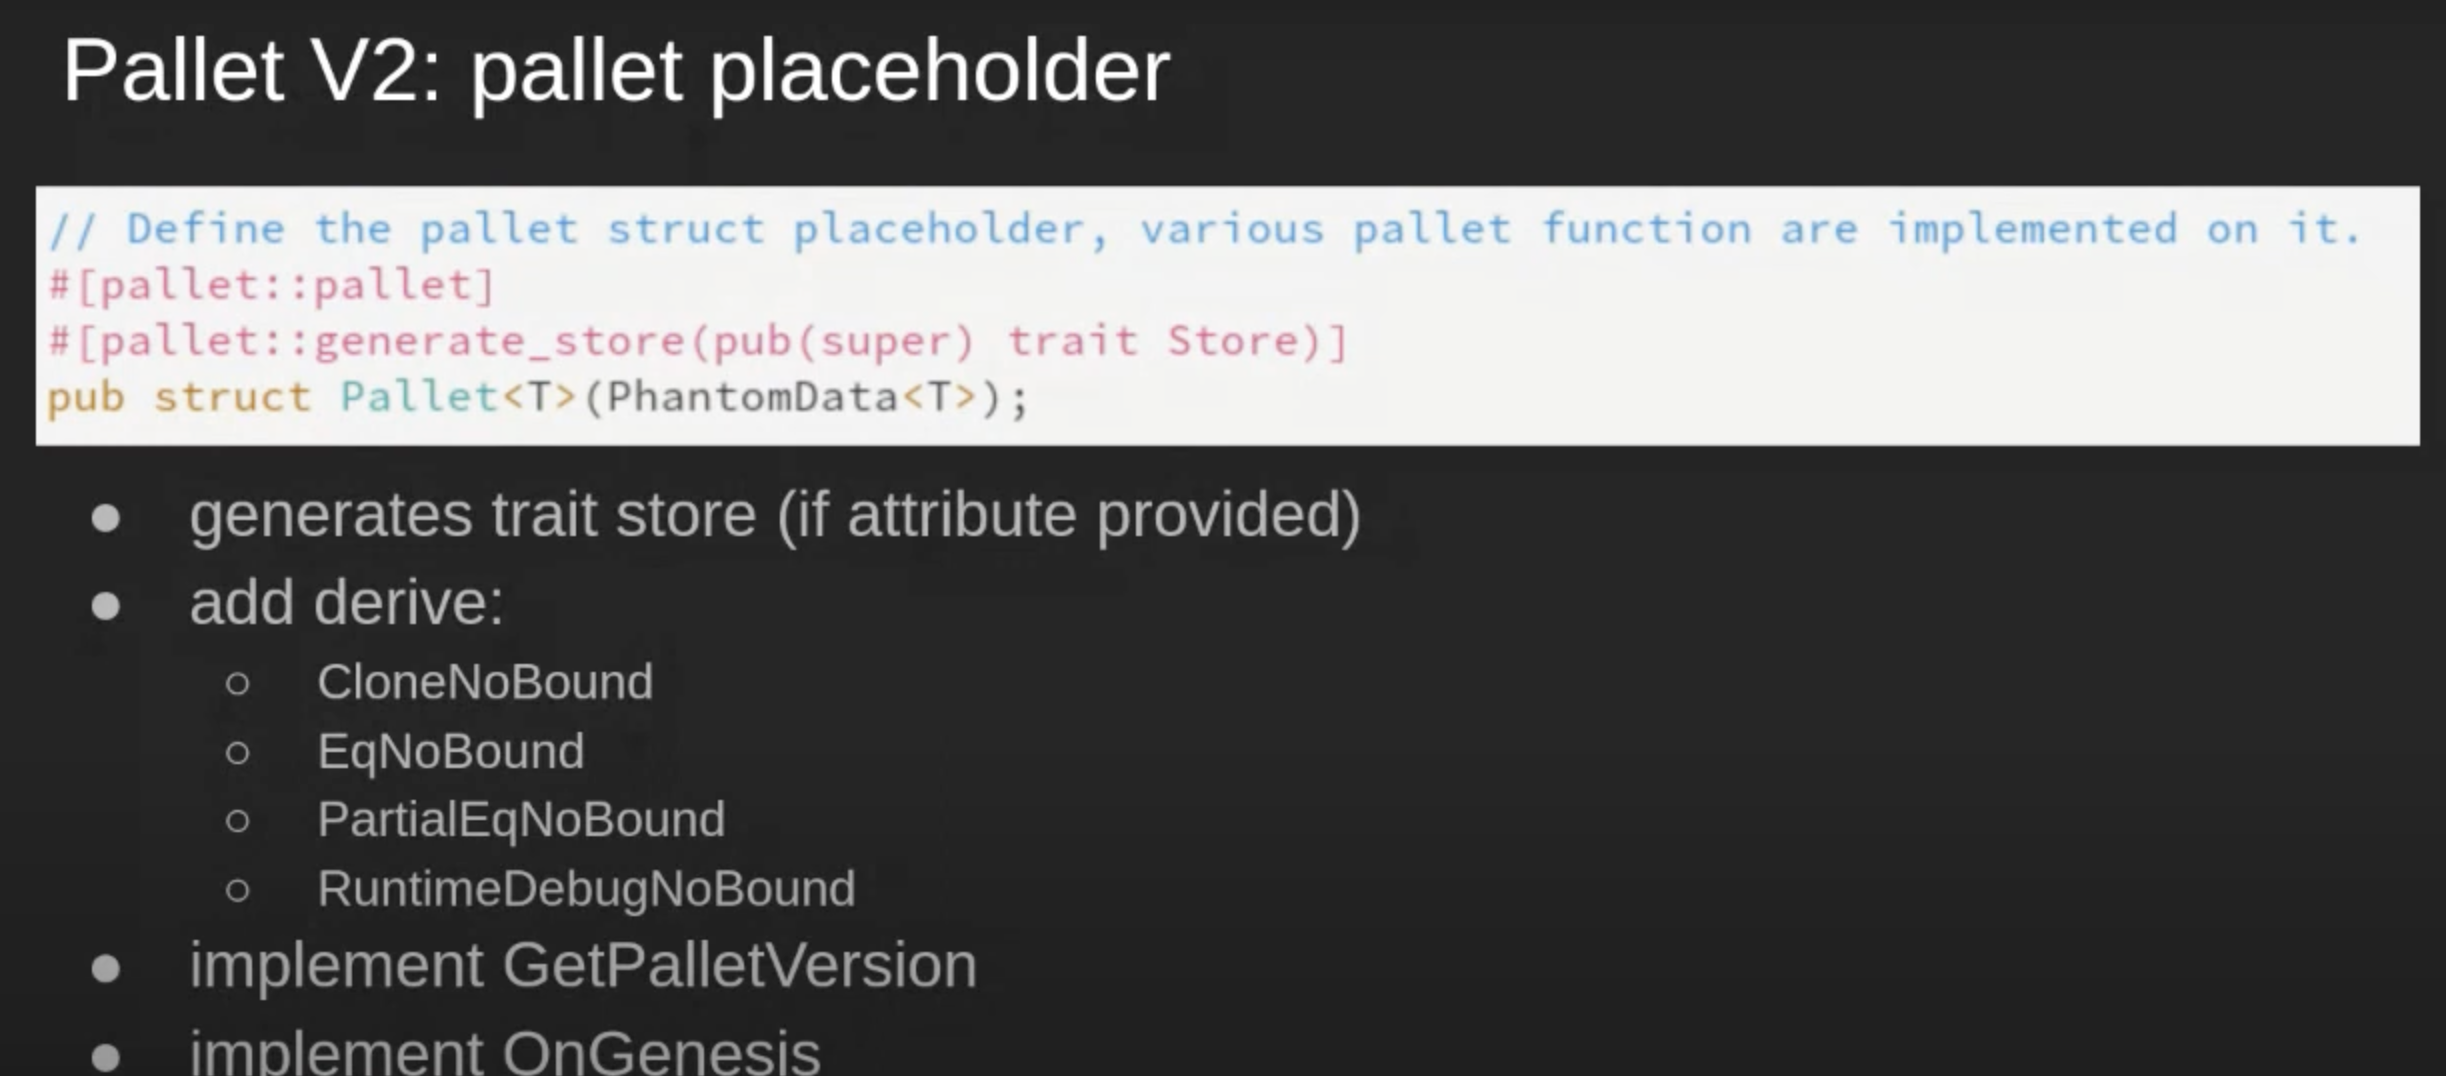 Pallet V2: pallet placeholder
// Define the pallet struct placeholder, various pallet function are implemented on it.
#[pallet::pallet]
#[pallet::generate_store(pub(super) trait Store)]
pub struct Pallet<T>(PhantomData<T>);
● generates trait store (if attribute provided)
● add derive:
○ CloneNoBound
○ EqNoBound
○ PartialEqNoBound
○ RuntimeDebugNoBound
● implement GetPalletVersion
● implement OnGenesis